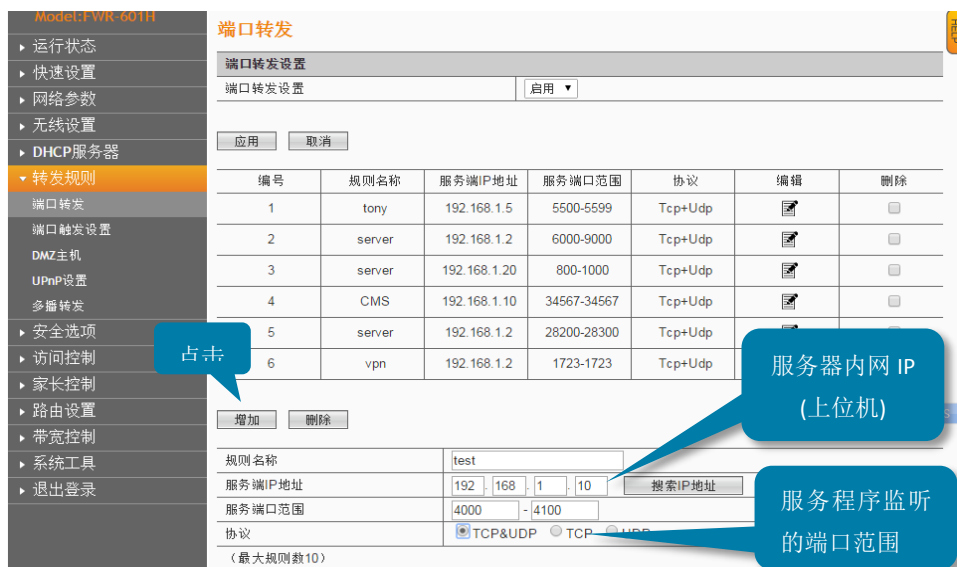 Model:FWR-601H
运行状态
快速设置
网络参数
无线设置
DHCP服务器
转发规则
端口转发
端口触发设置
DMZ主机
UPnP设置
多播转发
安全选项
访问控制
家长控制
路由设置
带宽控制
系统工具
退出登录
端口转发
端口转发设置
端口转发设置 启用
应用 取消
编号 规则名称 服务端IP地址 服务端口范围 协议 编辑 删除
1 tony 192.168.1.5 5500-5599 Tcp+Udp
2 server 192.168.1.2 6000-9000 Tcp+Udp
3 server 192.168.1.20 800-1000 Tcp+Udp
4 CMS 192.168.1.10 34567-34567 Tcp+Udp
5 server 192.168.1.2 28200-28300 Tcp+Udp
6 vpn 192.168.1.2 1723-1723 Tcp+Udp
点击
服务器内网 IP
(上位机)
增加 删除
规则名称 test
服务端IP地址 192 . 168 . 1 . 10 搜索IP地址
服务端口范围 4000 - 4100
协议 TCP&UDP TCP UDP
(最大规则数10)
服务程序监听
的端口范围